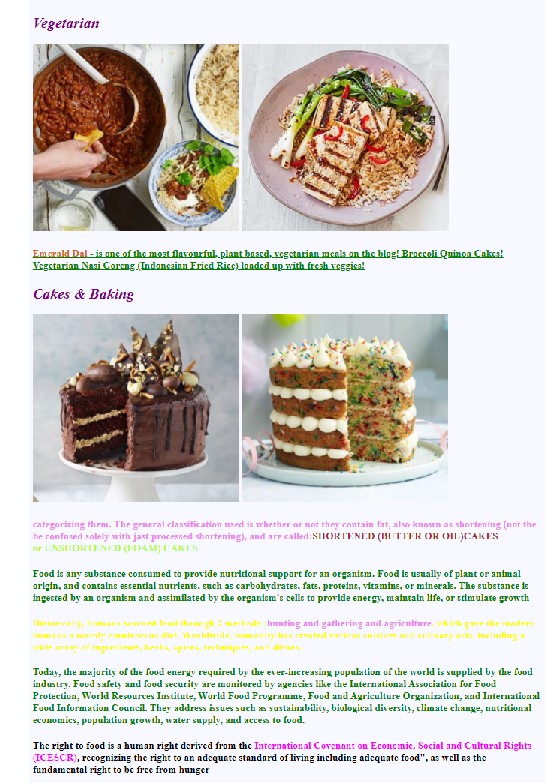 Vegetarian
Emerald Dal - is one of the most flavourful, plant based, vegetarian meals on the blog! Broccoli Quinoa Cakes!
Vegetarian Nasi Goreng (Indonesian Fried Rice) loaded up with fresh veggies!
Cakes & Baking
categorizing them. The general classification used is whether or not they contain fat, also known as shortening (not the
be confused solely with just processed shortening), and are called:SHORTENED (BUTTER OR OIL)CAKES
or UNSHORTENED (FOAM) CAKES
Food is any substance consumed to provide nutritional support for an organism. Food is usually of plant or animal
origin, and contains essential nutrients, such as carbohydrates, fats, proteins, vitamins, or minerals. The substance is
ingested by an organism and assimilated by the organism's cells to provide energy, maintain life, or stimulate growth
Historically, humans secured food through 2 methods :hunting and gathering and agriculture, which gave the modern
humans a mainly omnivorous diet. Worldwide, humanity has created various cuisines and culinary arts, including a
wide array of ingredients, herbs, spices, techniques, and dishes.
Today, the majority of the food energy required by the ever-increasing population of the world is supplied by the food
industry. Food safety and food security are monitored by agencies like the International Association for Food
Protection, World Resources Institute, World Food Programme, Food and Agriculture Organization, and International
Food Information Council. They address issues such as sustainability, biological diversity, climate change, nutritional
economics, population growth, water supply, and access to food.
The right to food is a human right derived from the International Covenant on Economic, Social and Cultural Rights
(ICESCR), recognizing the right to an adequate standard of living including adequate food", as well as the
fundamental right to be free from hunger